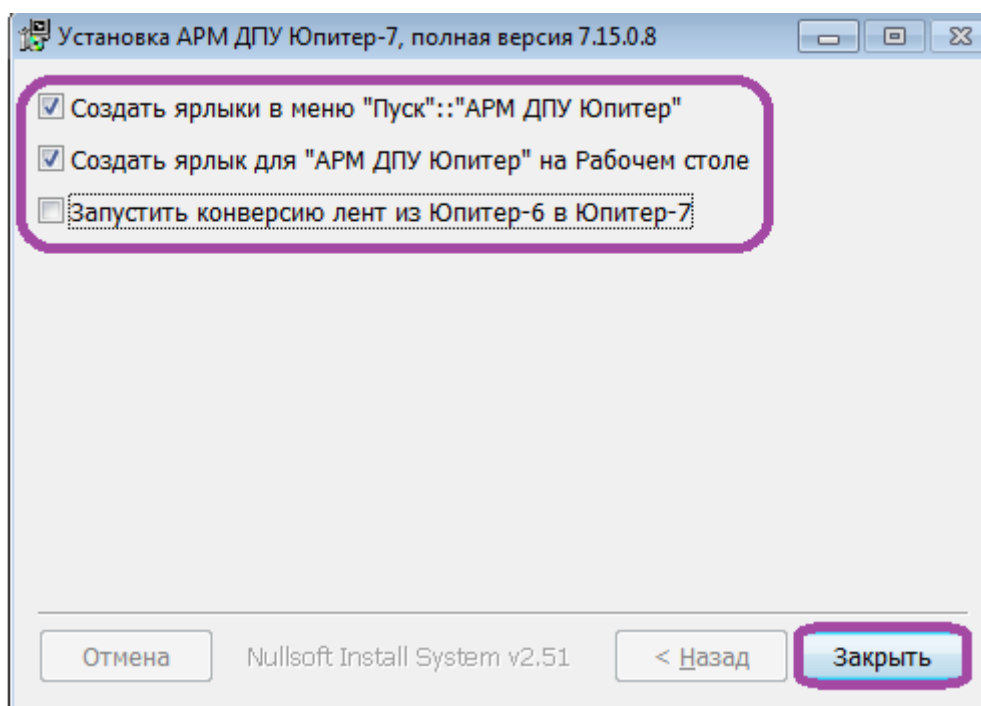 Установка АРМ ДПУ Юпитер-7, полная версия 7.15.0.8
Создать ярлыки в меню "Пуск"::"АРМ ДПУ Юпитер"
Создать ярлык для "АРМ ДПУ Юпитер" на Рабочем столе
Запустить конверсию лент из Юпитер-6 в Юпитер-7
Отмена Nullsoft Install System v2.51 < Назад Закрыть